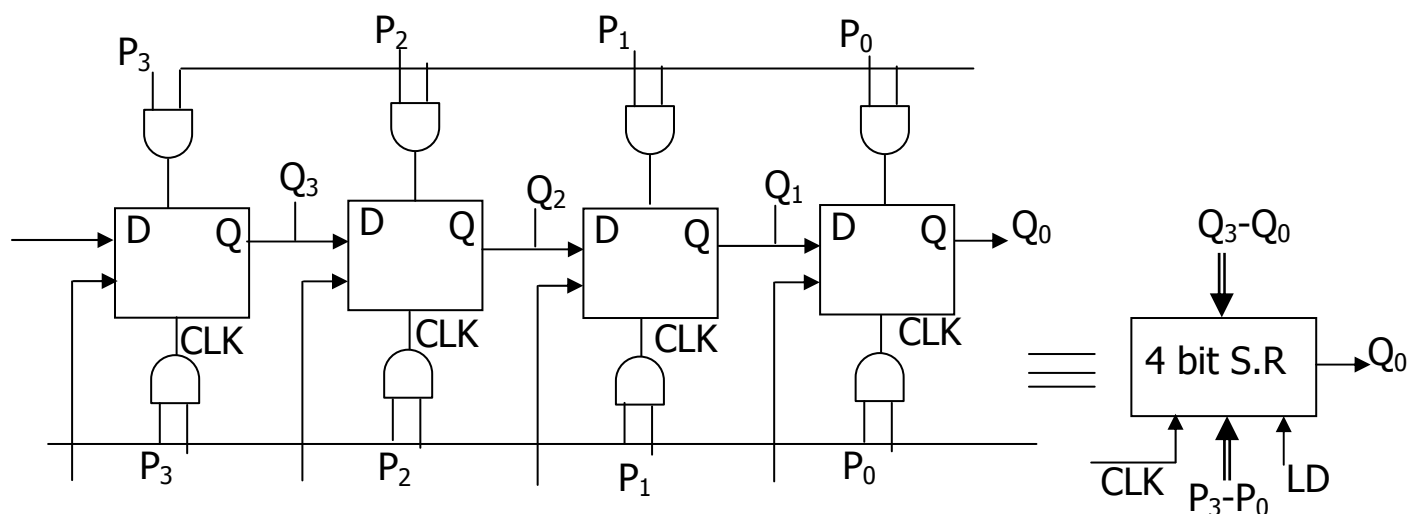 P₃ P₂ P₁ P₀
Q₃ Q₂ Q₁
D Q D Q D Q D Q Q₀
CLK CLK CLK CLK
P₃ P₂ P₁ P₀
Q₃-Q₀
4 bit S.R Q₀
CLK P₃-P₀ LD